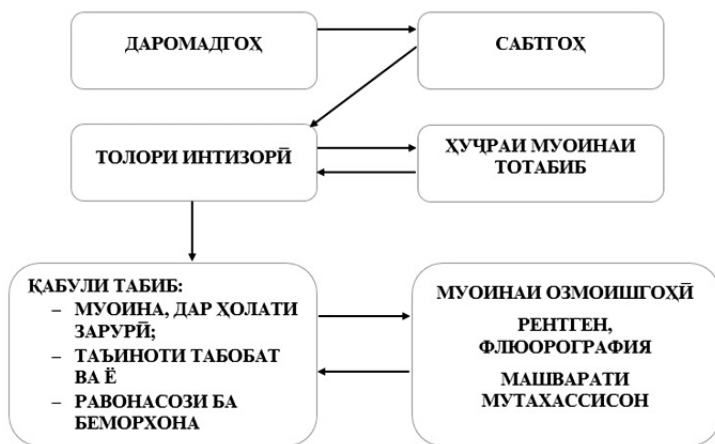 ДАРОМАДГОҲ
САБТГОҲ
ТОЛОРИ ИНТИЗОРӢ
ҲУҶРАИ МУОИНАИ
ТОТАБИБ
ҚАБУЛИ ТАБИБ:
– МУОИНА, ДАР ҲОЛАТИ
ЗАРУРӢ;
– ТАЪИНОТИ ТАБОБАТ
ВА Ё
– РАВОНАСОЗИ БА
БЕМОРХОНА
МУОИНАИ ОЗМОИШГОҲӢ
РЕНТГЕН,
ФЛЮОРОГРАФИЯ
МАШВАРАТИ
МУТАХАССИСОН